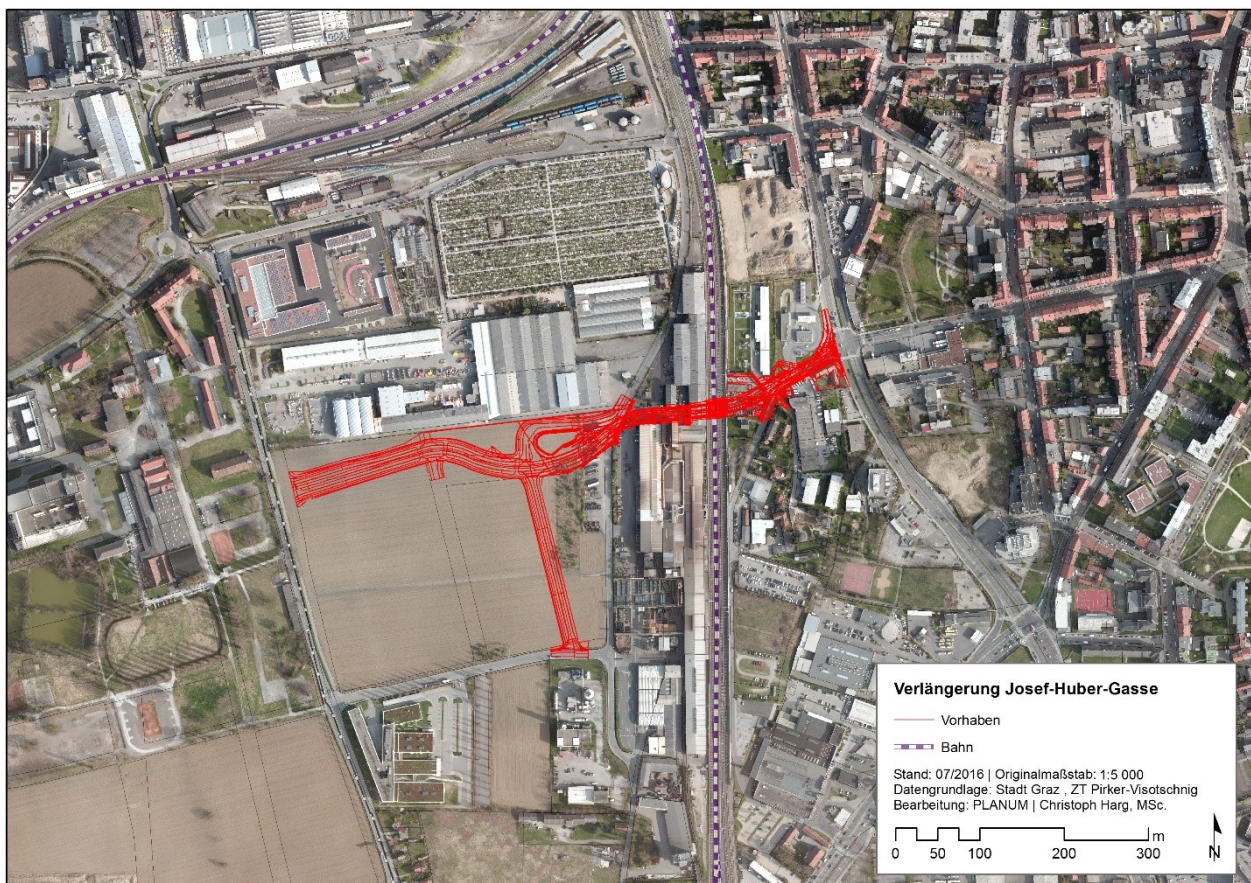 Verlängerung Josef-Huber-Gasse
Vorhaben
Bahn
Stand: 07/2016 | Originalmaßstab: 1:5 000
Datengrundlage: Stadt Graz , ZT Pirker-Visotschnig
Bearbeitung: PLANUM | Christoph Harg, MSc.
m
0 50 100 200 300
N